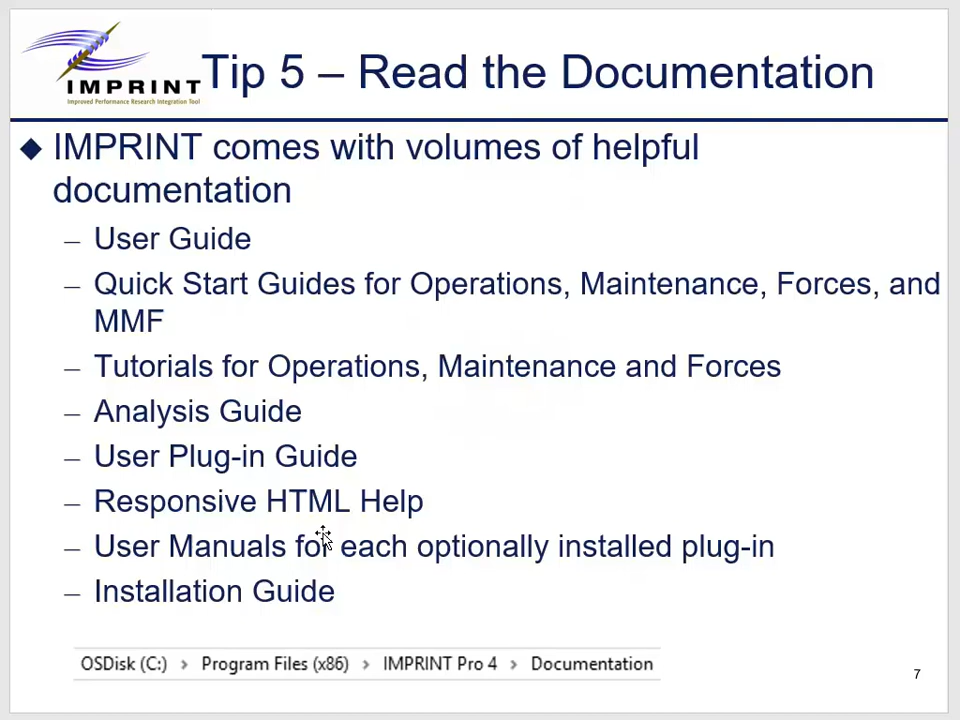 IMPRINT
Improved Performance Research Integration Tool
Tip 5 – Read the Documentation
IMPRINT comes with volumes of helpful
documentation
– User Guide
– Quick Start Guides for Operations, Maintenance, Forces, and
MMF
– Tutorials for Operations, Maintenance and Forces
– Analysis Guide
– User Plug-in Guide
– Responsive HTML Help
– User Manuals for each optionally installed plug-in
– Installation Guide
OSDisk (C:) › Program Files (x86) › IMPRINT Pro 4 › Documentation
7